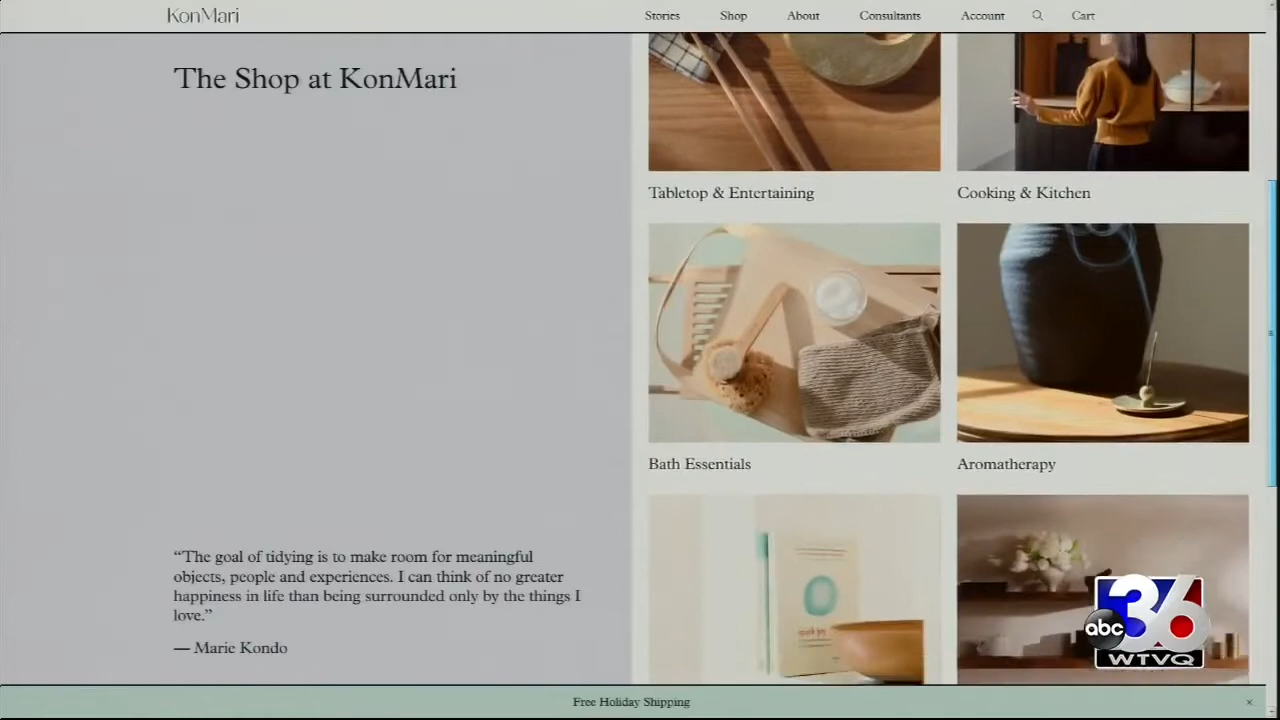 KonMari
Stories
Shop
About
Consultants
Account
Cart
The Shop at KonMari
Tabletop & Entertaining
Cooking & Kitchen
Bath Essentials
Aromatherapy
“The goal of tidying is to make room for meaningful
objects, people and experiences. I can think of no greater
happiness in life than being surrounded only by the things I
love.”
— Marie Kondo
abc 36
WTVQ
Free Holiday Shipping
×